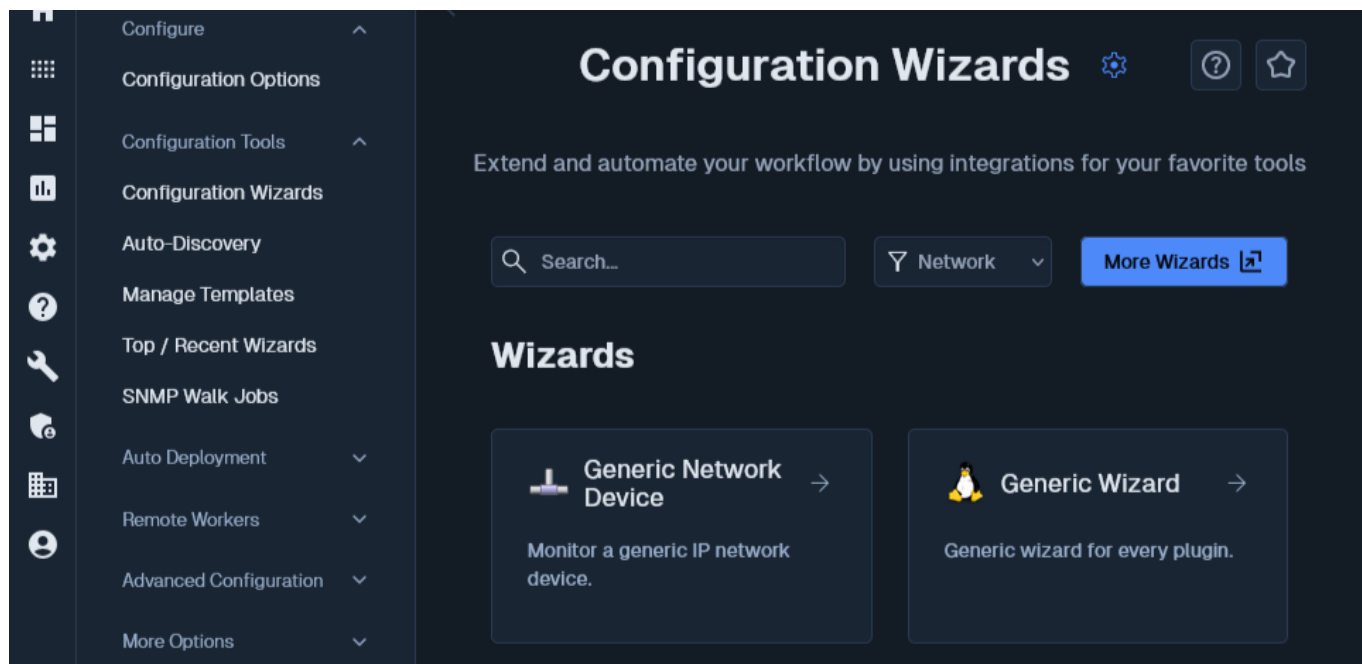 Configure
Configuration Options
Configuration Tools
Configuration Wizards
Auto-Discovery
Manage Templates
Top / Recent Wizards
SNMP Walk Jobs
Auto Deployment
Remote Workers
Advanced Configuration
More Options
Configuration Wizards
Extend and automate your workflow by using integrations for your favorite tools
Search...
Network
More Wizards
Wizards
Generic Network
Device
Monitor a generic IP network
device.
Generic Wizard
Generic wizard for every plugin.